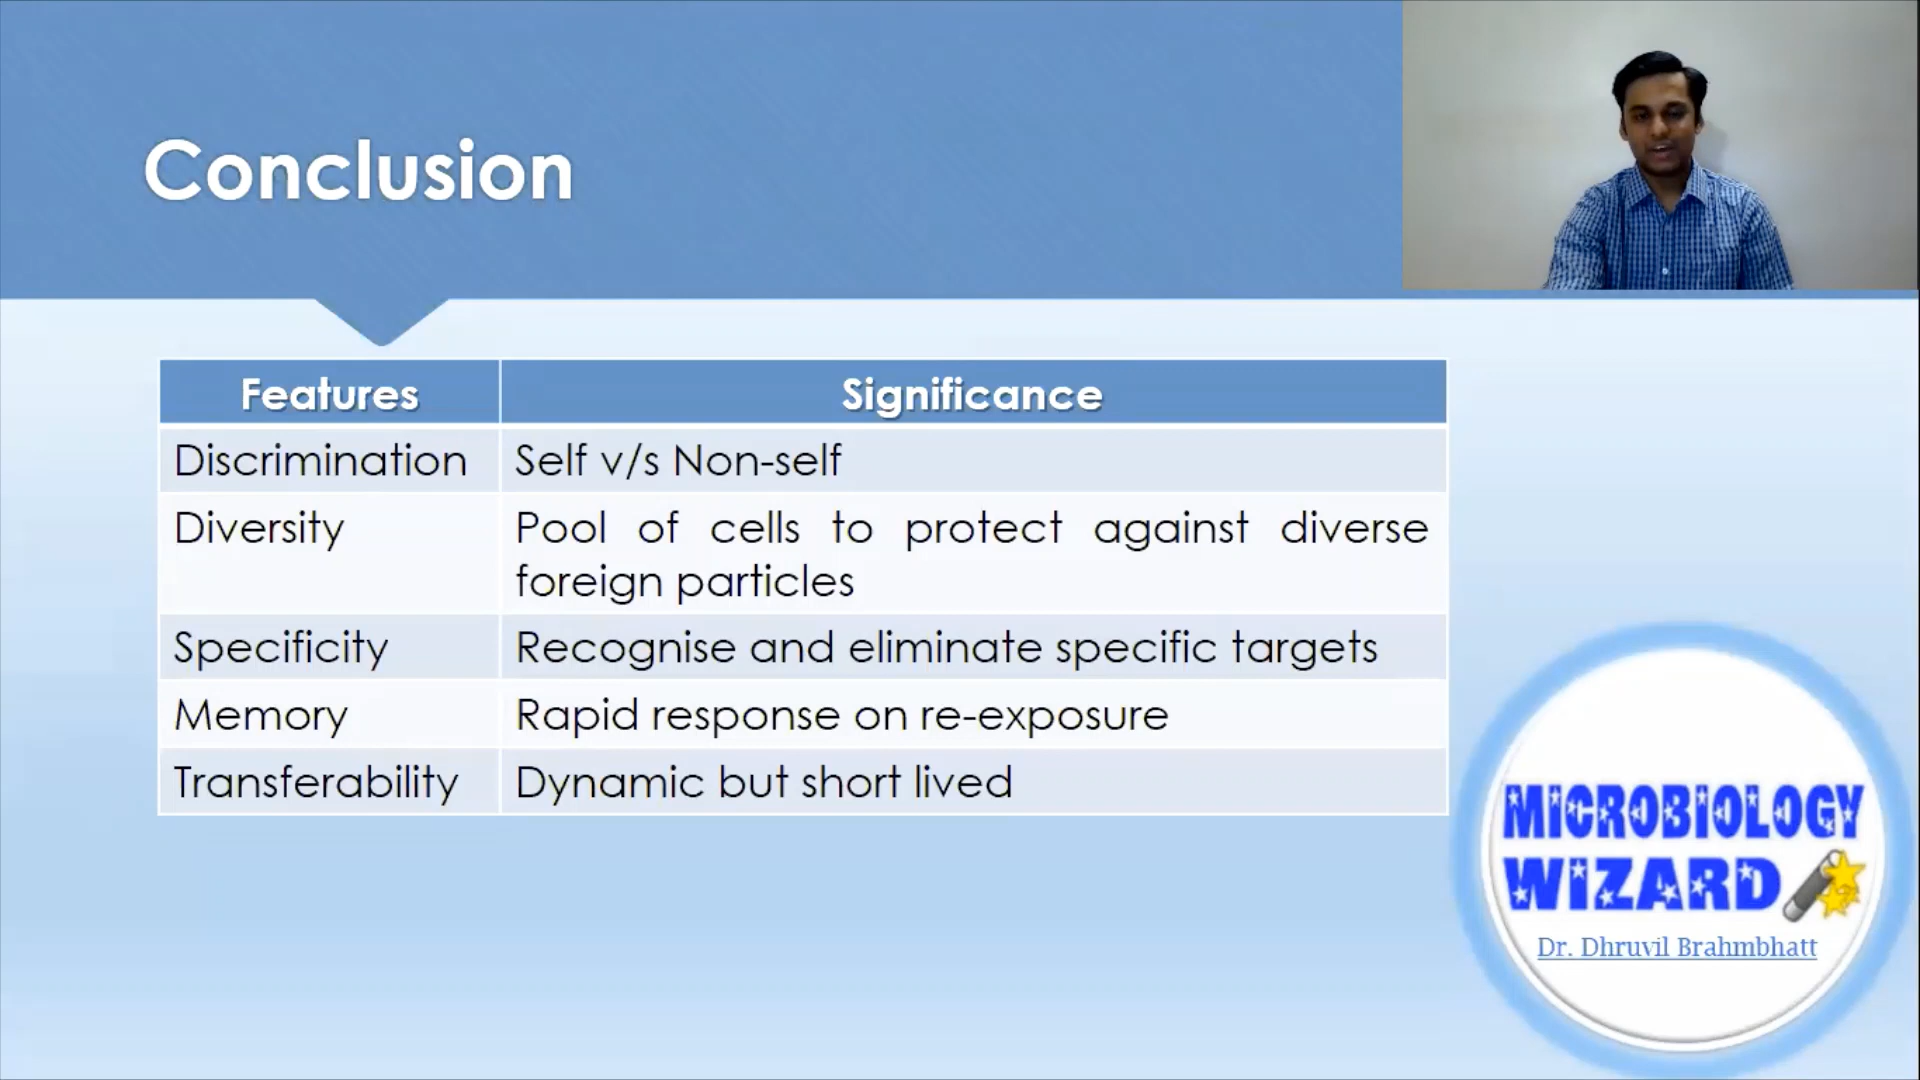 Conclusion
Features Significance
Discrimination Self v/s Non-self
Diversity Pool of cells to protect against diverse
foreign particles
Specificity Recognise and eliminate specific targets
Memory Rapid response on re-exposure
Transferability Dynamic but short lived
MICROBIOLOGY
WIZARD
Dr. Dhruvil Brahmbhatt